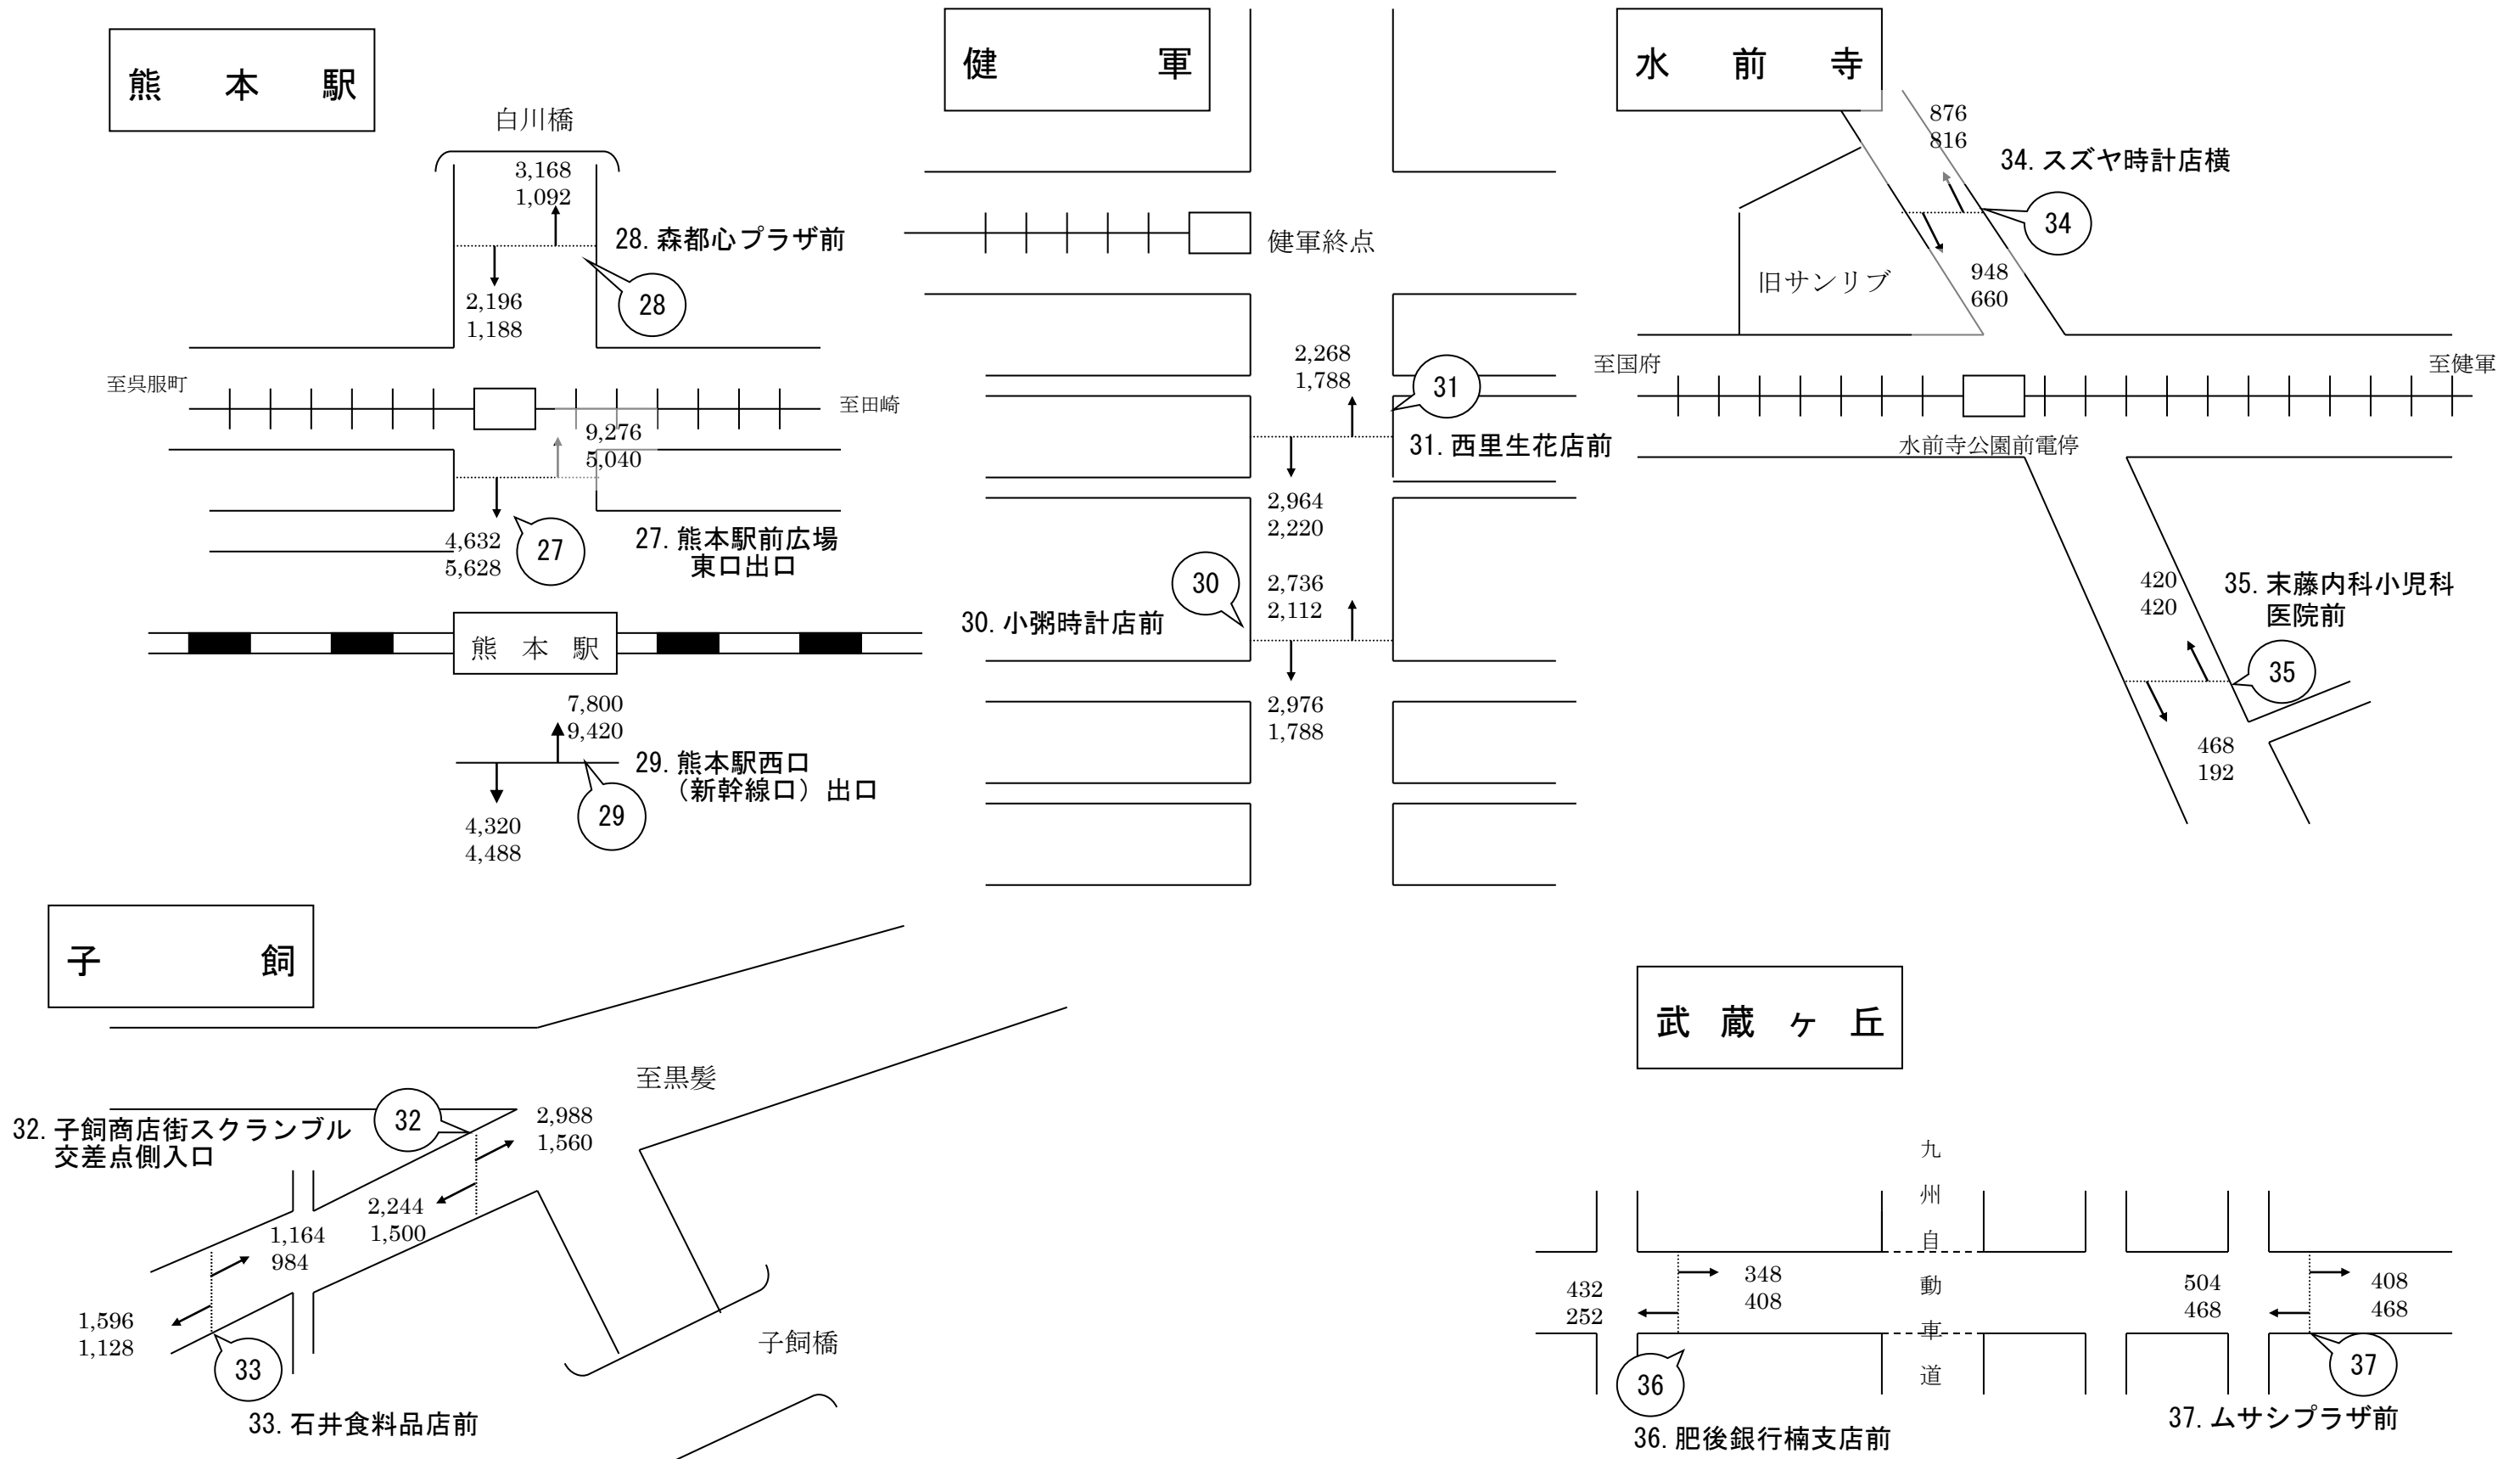 熊本駅
白川橋
3,168
1,092
28.森都心プラザ前
28
2,196
1,188
至呉服町
至田崎
9,276
5,040
4,632
5,628
27
27.熊本駅前広場
東口出口
熊本駅
7,800
9,420
29.熊本駅西口
(新幹線口)出口
29
4,320
4,488
健軍
健軍終点
2,268
1,788
31
31.西里生花店前
2,964
2,220
30
2,736
2,112
30.小粥時計店前
2,976
1,788
水前寺
876
816
34.スズヤ時計店横
34
旧サンリブ
948
660
至国府
至健軍
水前寺公園前電停
420
420
35.末藤内科小児科
医院前
35
468
192
子飼
至黒髪
32
2,988
1,560
32.子飼商店街スクランブル
交差点側入口
2,244
1,500
1,164
984
1,596
1,128
33
子飼橋
33.石井食料品店前
武蔵ヶ丘
九州自動車道
432
252
348
408
504
468
408
468
36
37
36.肥後銀行楠支店前
37.ムサシプラザ前